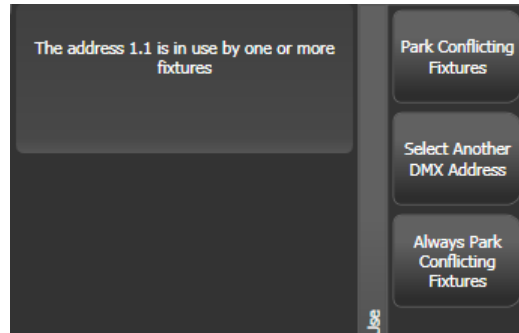 The address 1.1 is in use by one or more
fixtures
Park Conflicting
Fixtures
Select Another
DMX Address
Always Park
Conflicting
Fixtures
Use